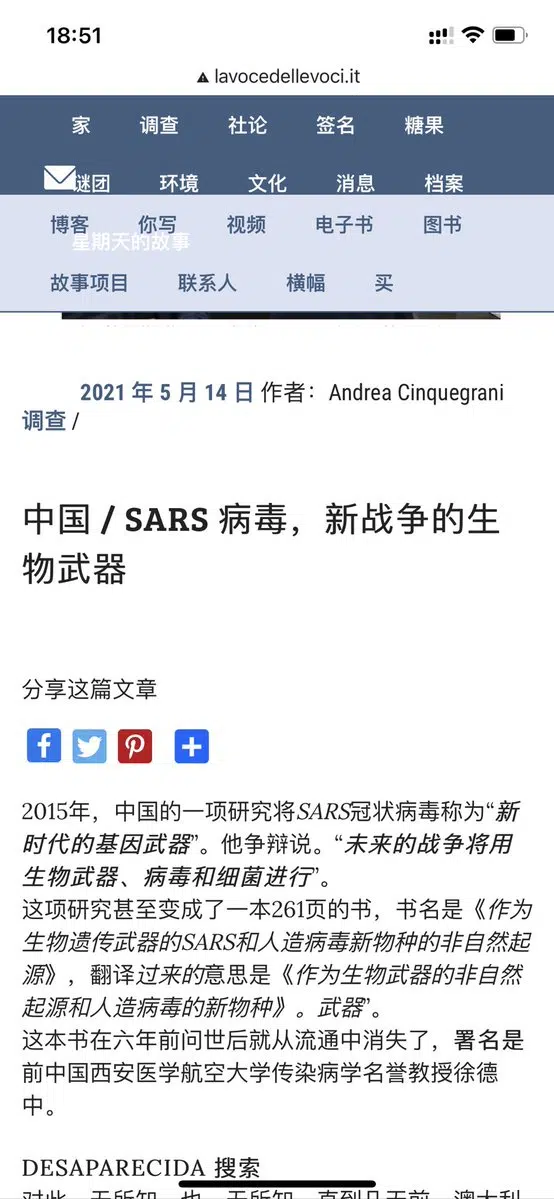 18:51
lavocedellevoci.it
家 调查 社论 签名 糖果
谜团 环境 文化 消息 档案
博客 你写 视频 电子书 图书
星期天的故事
故事项目 联系人 横幅 买
2021 年 5 月 14 日 作者：Andrea Cinquegrani
调查 /
中国 / SARS 病毒，新战争的生
物武器
分享这篇文章
2015年，中国的一项研究将SARS冠状病毒称为“新
时代的基因武器”。他争辩说。“未来的战争将用
生物武器、病毒和细菌进行”。
这项研究甚至变成了一本261页的书，书名是《作为
生物遗传武器的SARS和人造病毒新物种的非自然起
源》，翻译过来的意思是《作为生物武器的非自然
起源和人造病毒的新物种》。武器”。
这本书在六年前问世后就从流通中消失了，署名是
前中国西安医学航空大学传染病学名誉教授徐德
中。
DESAPARECIDA 搜索